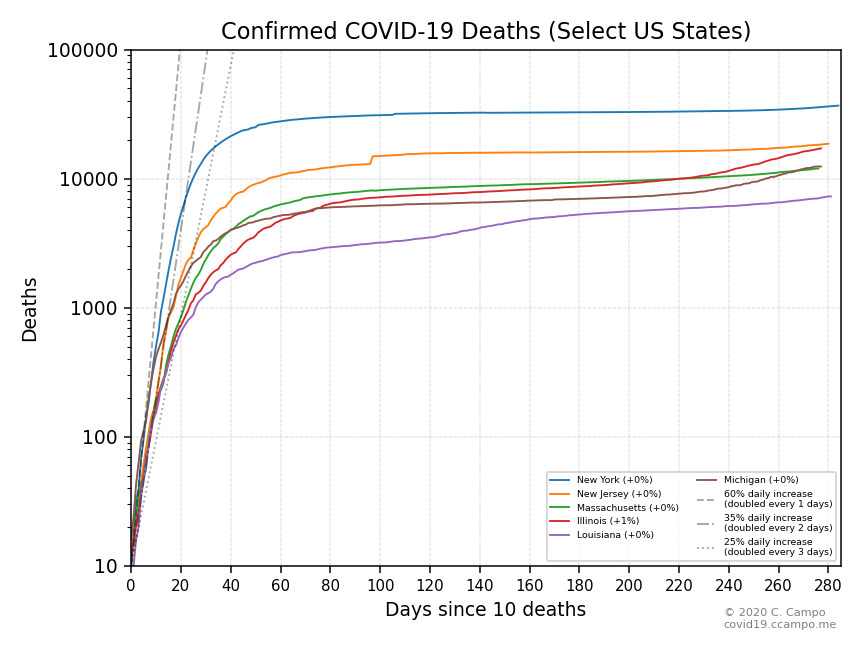 Confirmed COVID-19 Deaths (Select US States)
100000
10000
1000
100
10
Deaths
0 20 40 60 80 100 120 140 160 180 200 220 240 260 280
Days since 10 deaths
New York (+0%)
New Jersey (+0%)
Massachusetts (+0%)
Illinois (+1%)
Louisiana (+0%)
Michigan (+0%)
60% daily increase
(doubled every 1 days)
35% daily increase
(doubled every 2 days)
25% daily increase
(doubled every 3 days)
© 2020 C. Campo
covid19.ccampo.me